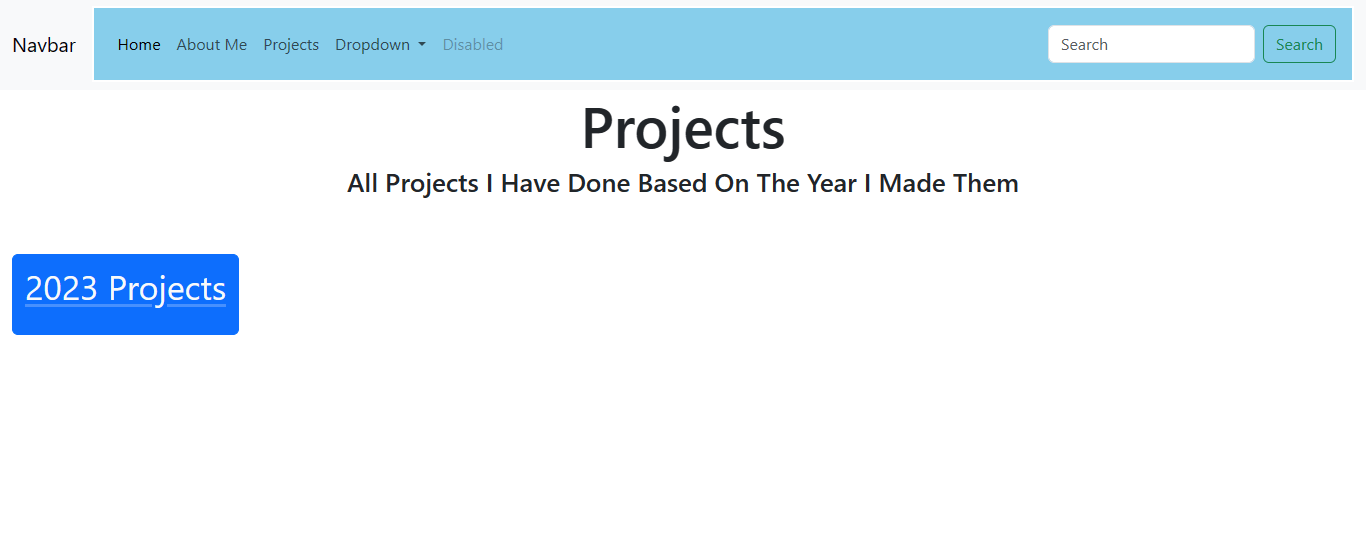 Navbar Home About Me Projects Dropdown Disabled Search Search
Projects
All Projects I Have Done Based On The Year I Made Them
2023 Projects